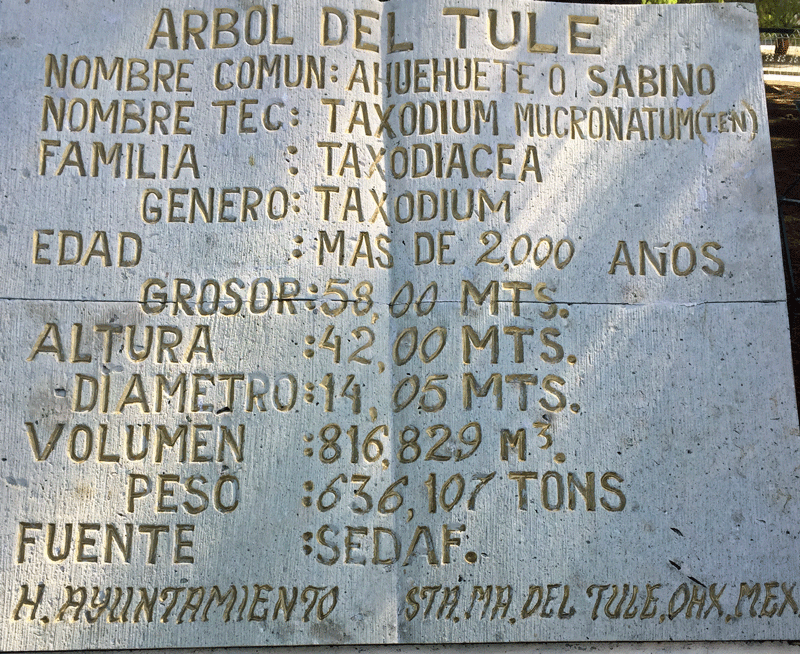 ARBOL DEL TULE
NOMBRE COMUN: AHUEHUETE O SABINO
NOMBRE TEC: TAXODIUM MUCRONATUM(TEN)
FAMILIA : TAXODIACEA
GENERO: TAXODIUM
EDAD : MAS DE 2,000 AÑOS
GROSOR: 58,00 MTS.
ALTURA : 42,00 MTS.
DIAMETRO: 14,05 MTS.
VOLUMEN : 816,829 M³.
PESO : 636,107 TONS
FUENTE : SEDAF.
H. AYUNTAMIENTO STA. MA. DEL TULE, OAX. MEX